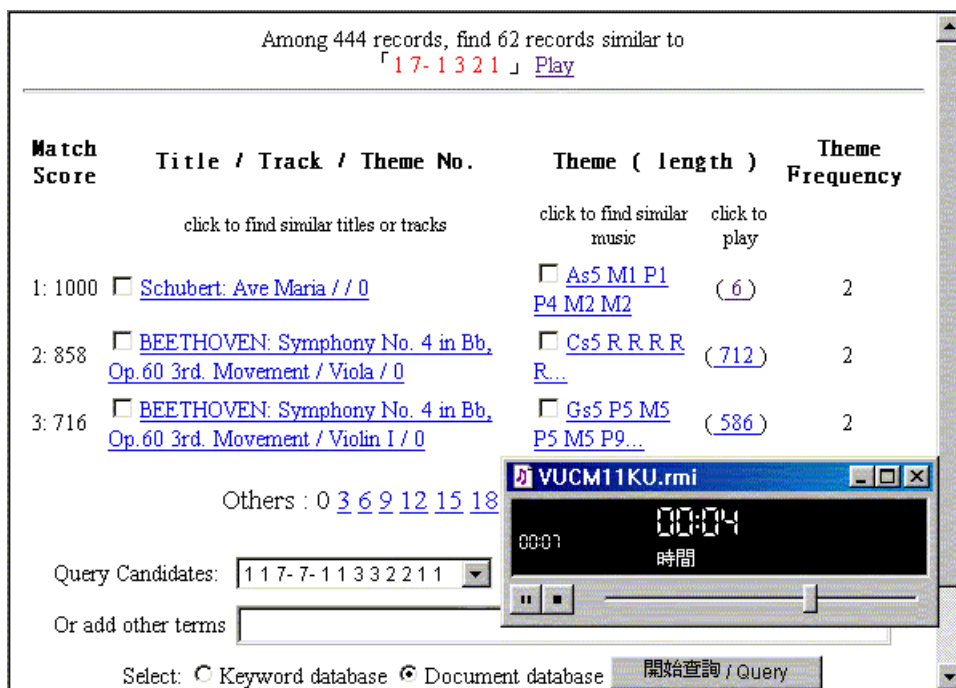 Among 444 records, find 62 records similar to
「1 7- 1 3 2 1 」 Play
Match Score
Title / Track / Theme No.
Theme ( length )
Theme Frequency
click to find similar titles or tracks
click to find similar music
click to play
1: 1000 Schubert: Ave Maria / / 0
As5 M1 P1
P4 M2 M2
( 6 )
2
2: 858
BEETHOVEN: Symphony No. 4 in Bb,
Op.60 3rd. Movement / Viola / 0
Cs5 R R R R
R...
( 712 )
2
3: 716
BEETHOVEN: Symphony No. 4 in Bb,
Op.60 3rd. Movement / Violin I / 0
Gs5 P5 M5
P5 M5 P9...
( 586 )
2
Others : 0 3 6 9 12 15 18
VUCM11KU.rmi
00:07
00:04
時間
Query Candidates: 1 1 7- 7- 1 1 3 3 2 2 1 1
Or add other terms
Select: Keyword database Document database 開始查詢 / Query